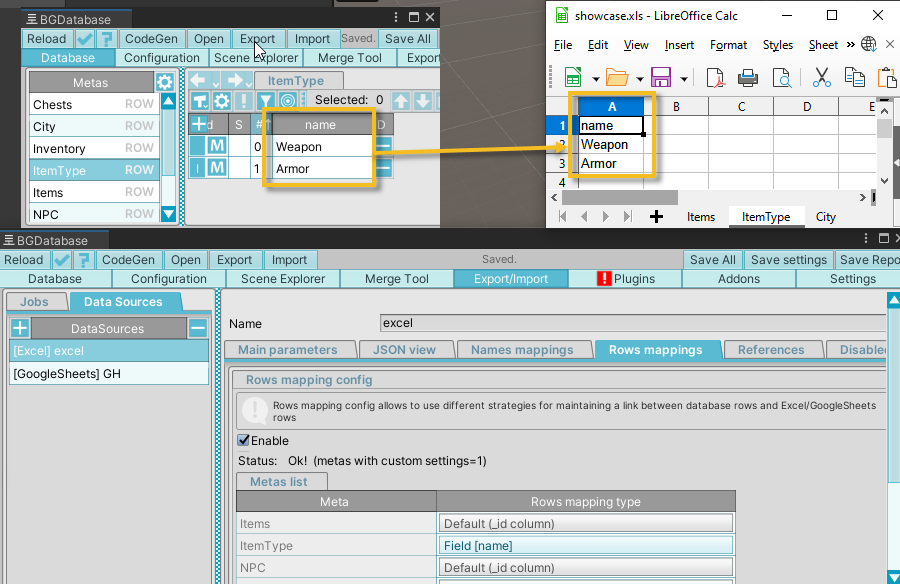 BGDatabase
Reload ? CodeGen Open Export Import Saved. Save All
Database Configuration Scene Explorer Merge Tool Export
Metas
Chests ROW
City ROW
Inventory ROW
ItemType ROW
Items ROW
NPC ROW
ItemType
Selected: 0
d S # name D
M 0 Weapon
M 1 Armor
showcase.xls - LibreOffice Calc
File Edit View Insert Format Styles Sheet »
A B C D E
1 name
2 Weapon
3 Armor
4
Items ItemType City
BGDatabase
Reload ? CodeGen Open Export Import Saved. Save All Save settings Save Repo
Database Configuration Scene Explorer Merge Tool Export/Import ! Plugins Addons Settings
Jobs Data Sources
DataSources
[Excel] excel
[GoogleSheets] GH
Name excel
Main parameters JSON view Names mappings Rows mappings References Disabled
Rows mapping config
Rows mapping config allows to use different strategies for maintaining a link between database rows and Excel/GoogleSheets
rows
Enable
Status: Ok! (metas with custom settings=1)
Metas list
Meta Rows mapping type
Items Default (_id column)
ItemType Field [name]
NPC Default (_id column)